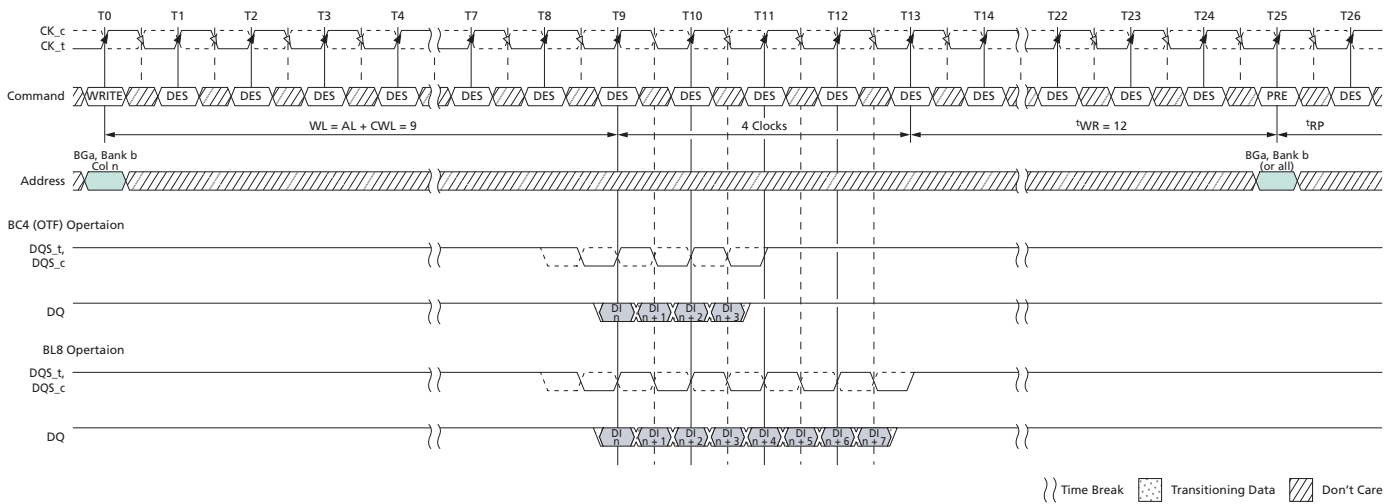 T0 T1 T2 T3 T4 T7 T8 T9 T10 T11 T12 T13 T14 T22 T23 T24 T25 T26
CK_c
CK_t
Command WRITE DES DES DES DES DES DES DES DES DES DES DES DES DES DES DES PRE DES
WL = AL + CWL = 9 4 Clocks tWR = 12 tRP
BGa, Bank b
Col n
BGa, Bank b
(or all)
Address
BC4 (OTF) Opertaion
DQS_t,
DQS_c
DQ
DI n DI n + 1 DI n + 2 DI n + 3
BL8 Opertaion
DQS_t,
DQS_c
DQ
DI n DI n + 1 DI n + 2 DI n + 3 DI n + 4 DI n + 5 DI n + 6 DI n + 7
Time Break Transitioning Data Don't Care